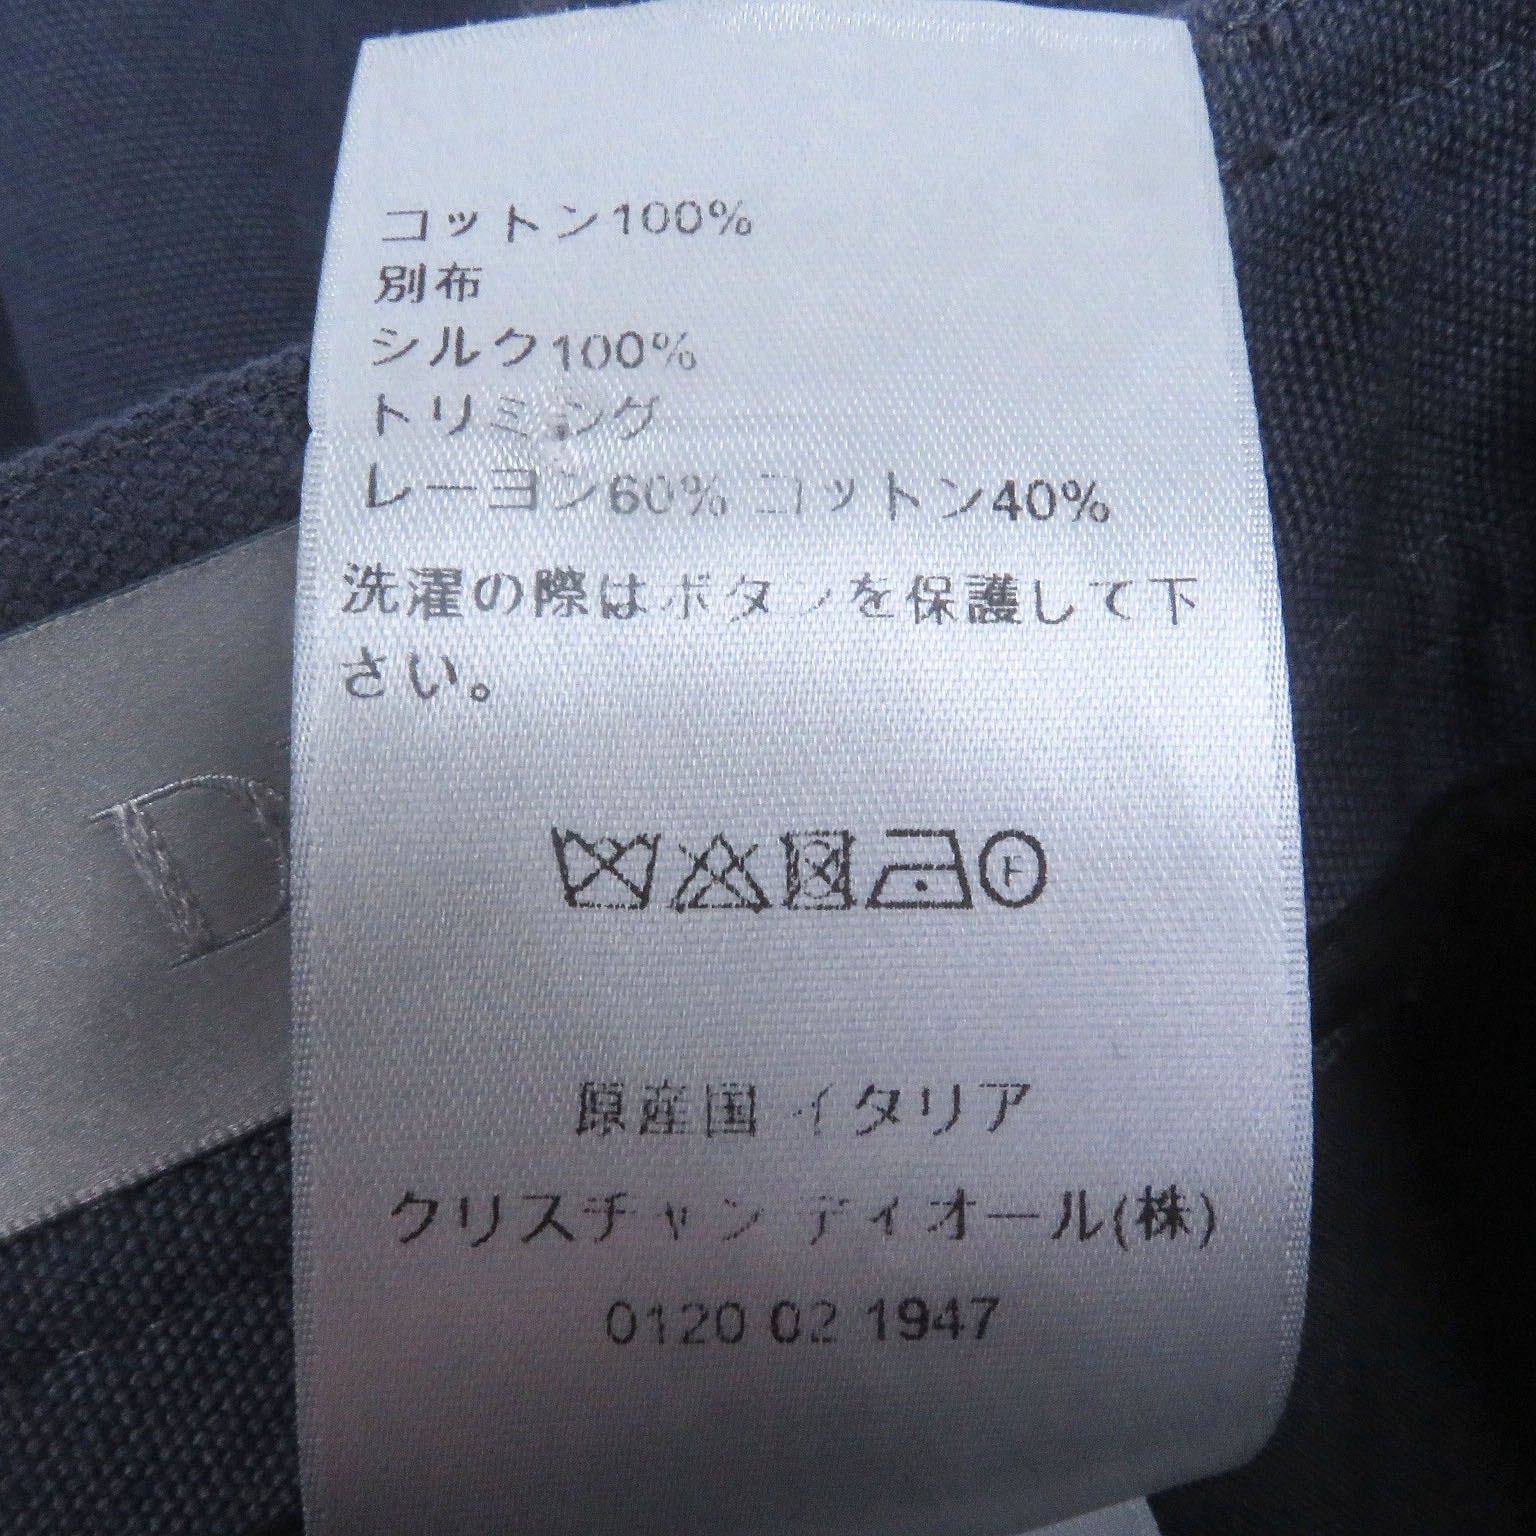 コットン100%
別布
シルク100%
トリミング
レーヨン60% コットン40%
洗濯の際はボタンを保護して下
さい。
F
原産国 イタリア
クリスチャン ディオール(株)
0120 02 1947
D